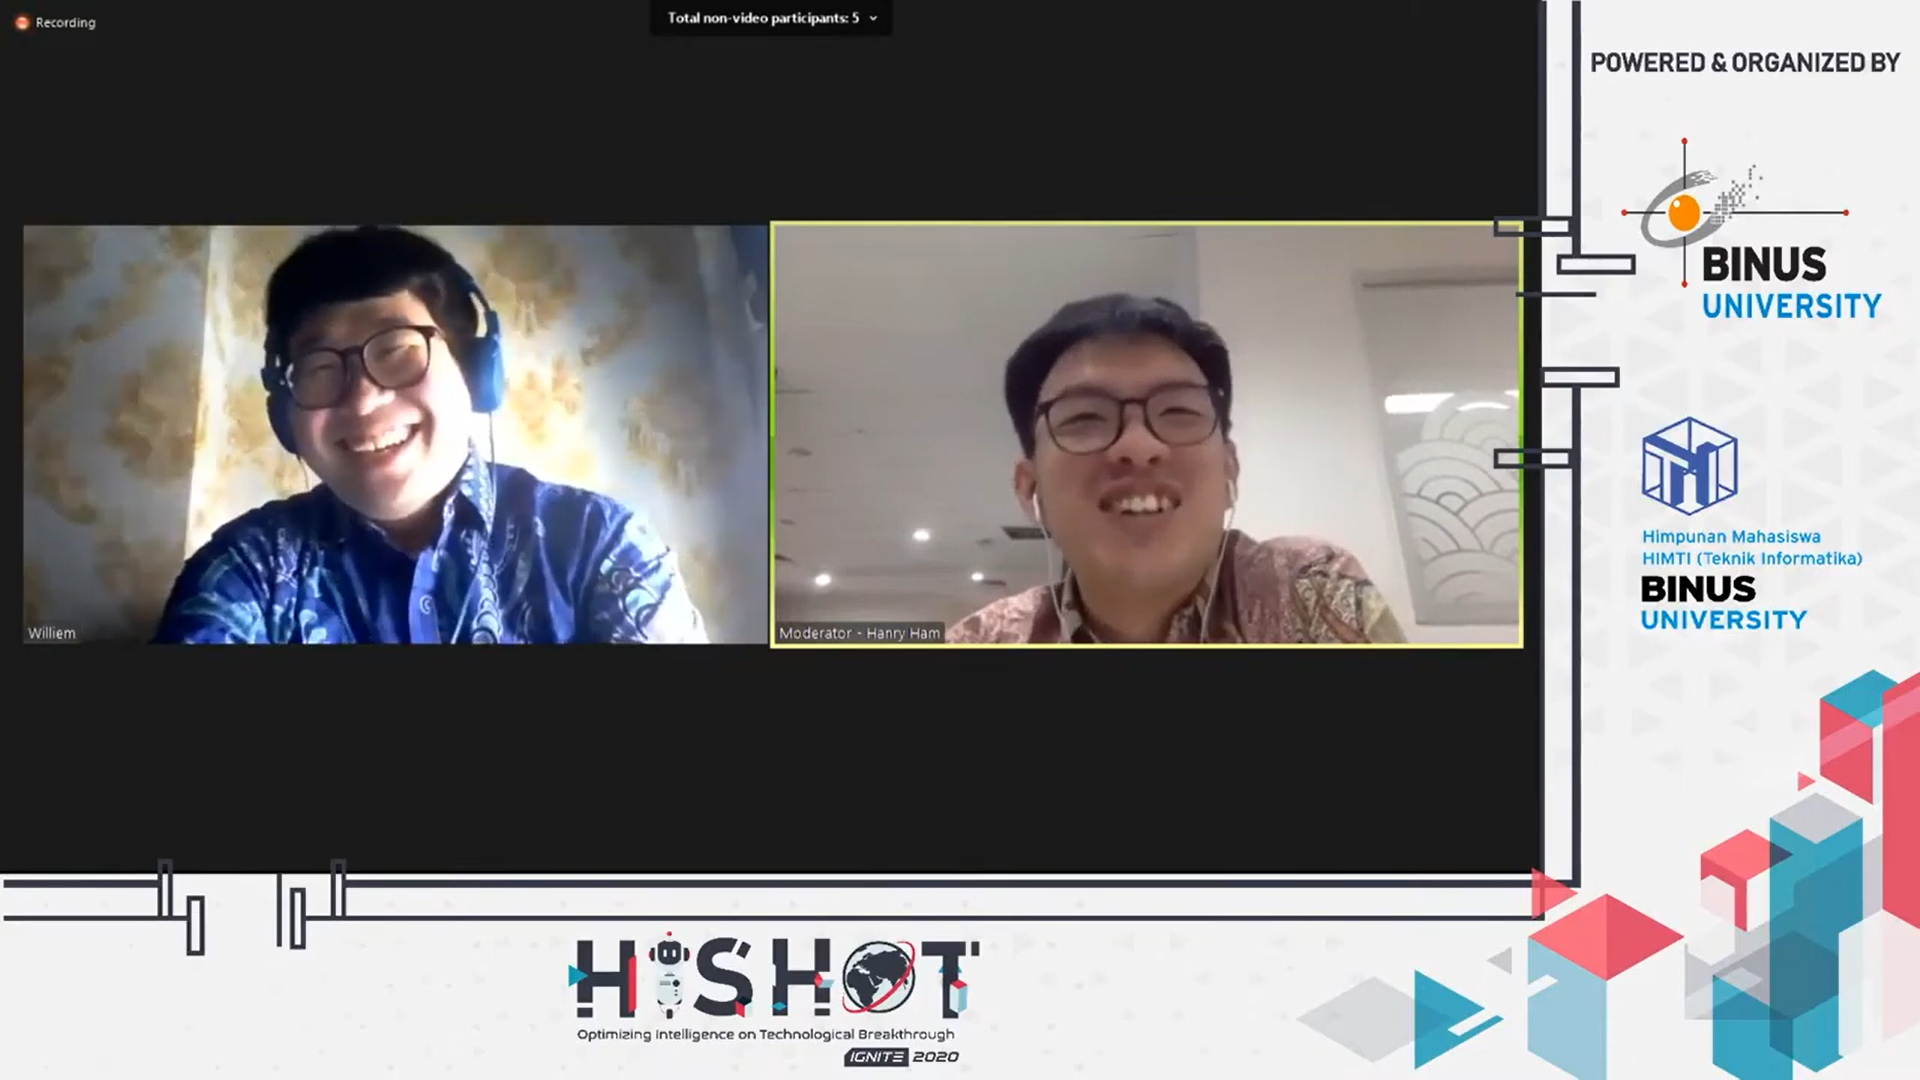 Recording
Total non-video participants: 5
POWERED & ORGANIZED BY
BINUS
UNIVERSITY
Himpunan Mahasiswa
HIMTI (Teknik Informatika)
BINUS
UNIVERSITY
Williem
Moderator - Hanry Ham
HISHOT
Optimizing Intelligence on Technological Breakthrough
IGNITE 2020